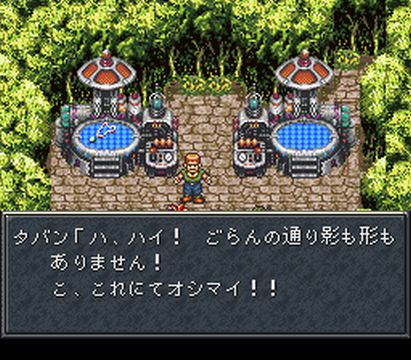 タバン「ハ、ハイ！　ごらんの通り影も形も
ありません！
こ、これにてオシマイ！！